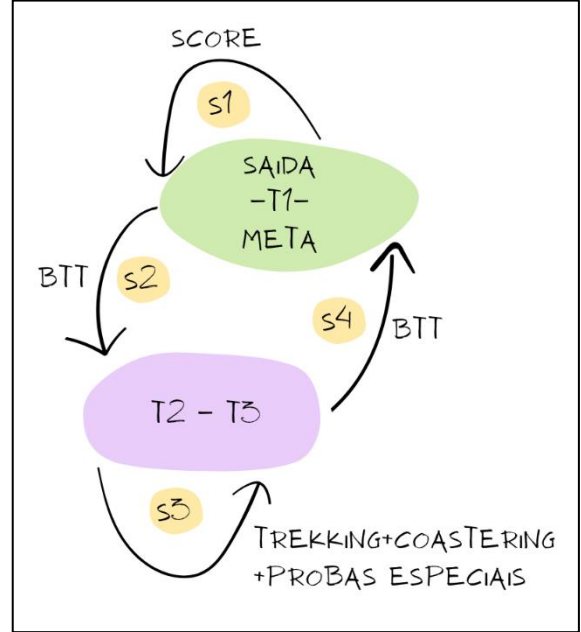 SCORE
S1
SAIDA
-T1-
META
BTT
S2
S4
BTT
T2 - T3
S3
TREKKING+COASTERING
+PROBAS ESPECIAIS